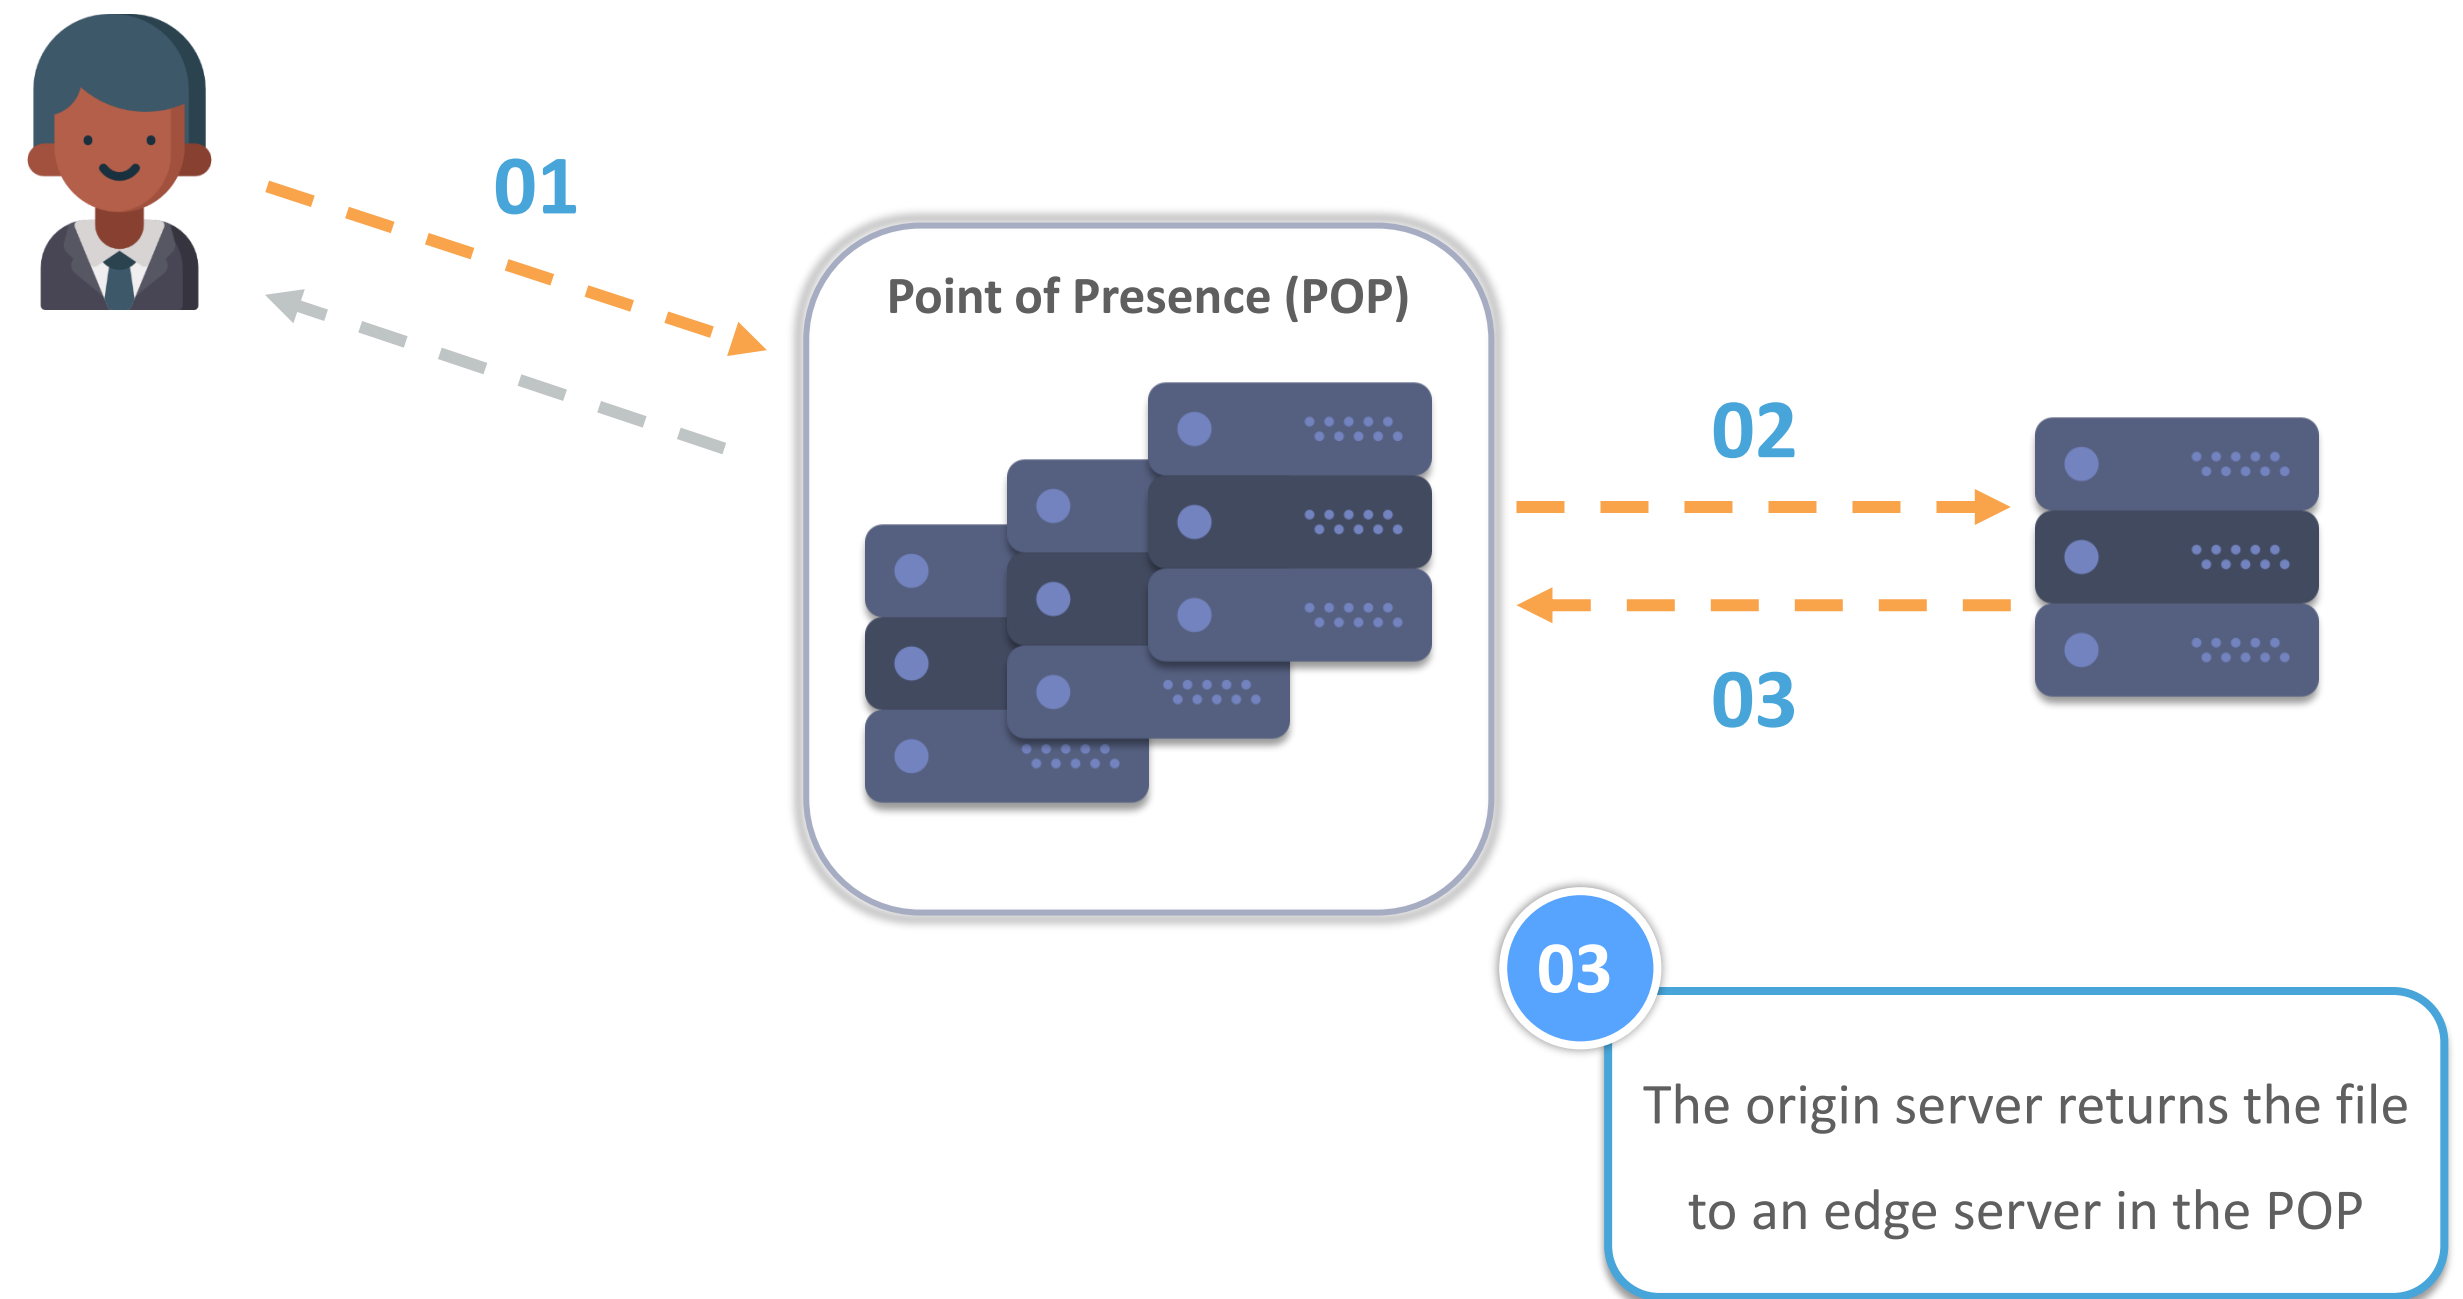 01
Point of Presence (POP)
02
03
03
The origin server returns the file
to an edge server in the POP